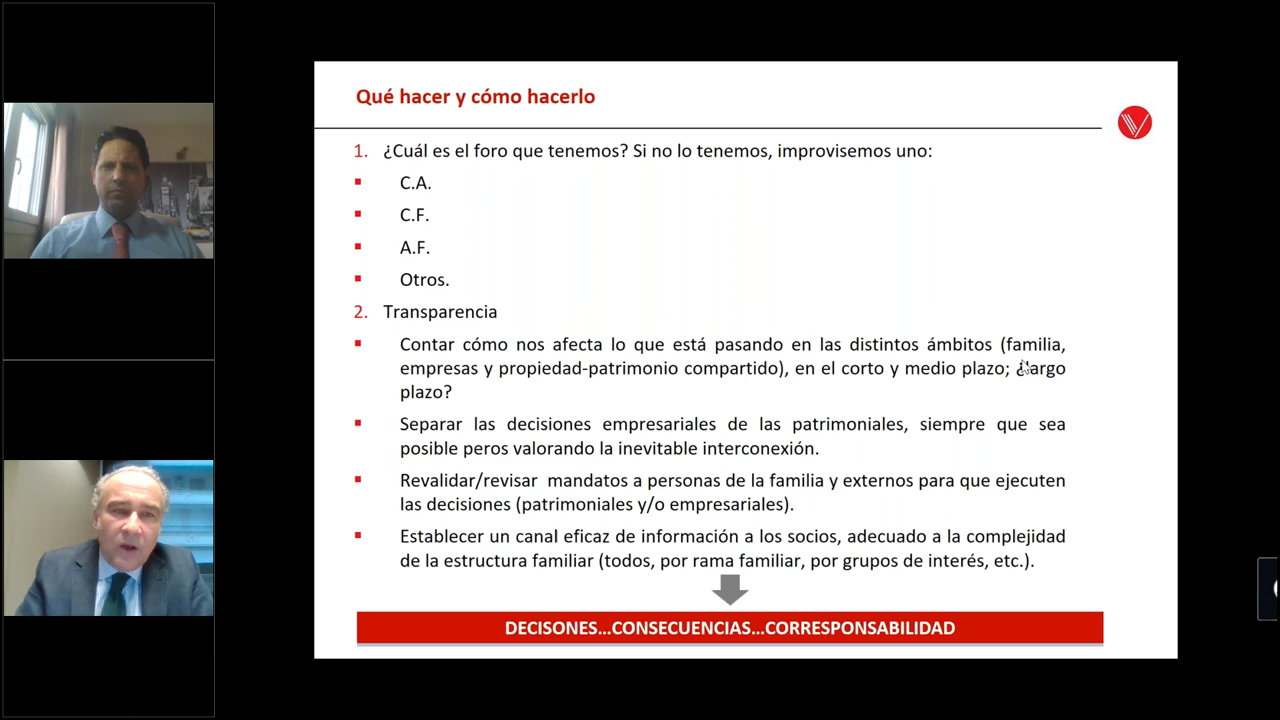 Qué hacer y cómo hacerlo
1. ¿Cuál es el foro que tenemos? Si no lo tenemos, improvisemos uno:
▪ C.A.
▪ C.F.
▪ A.F.
▪ Otros.
2. Transparencia
▪ Contar cómo nos afecta lo que está pasando en las distintos ámbitos (familia,
empresas y propiedad-patrimonio compartido), en el corto y medio plazo; ¿Largo
plazo?
▪ Separar las decisiones empresariales de las patrimoniales, siempre que sea
posible peros valorando la inevitable interconexión.
▪ Revalidar/revisar mandatos a personas de la familia y externos para que ejecuten
las decisiones (patrimoniales y/o empresariales).
▪ Establecer un canal eficaz de información a los socios, adecuado a la complejidad
de la estructura familiar (todos, por rama familiar, por grupos de interés, etc.).
DECISONES...CONSECUENCIAS...CORRESPONSABILIDAD